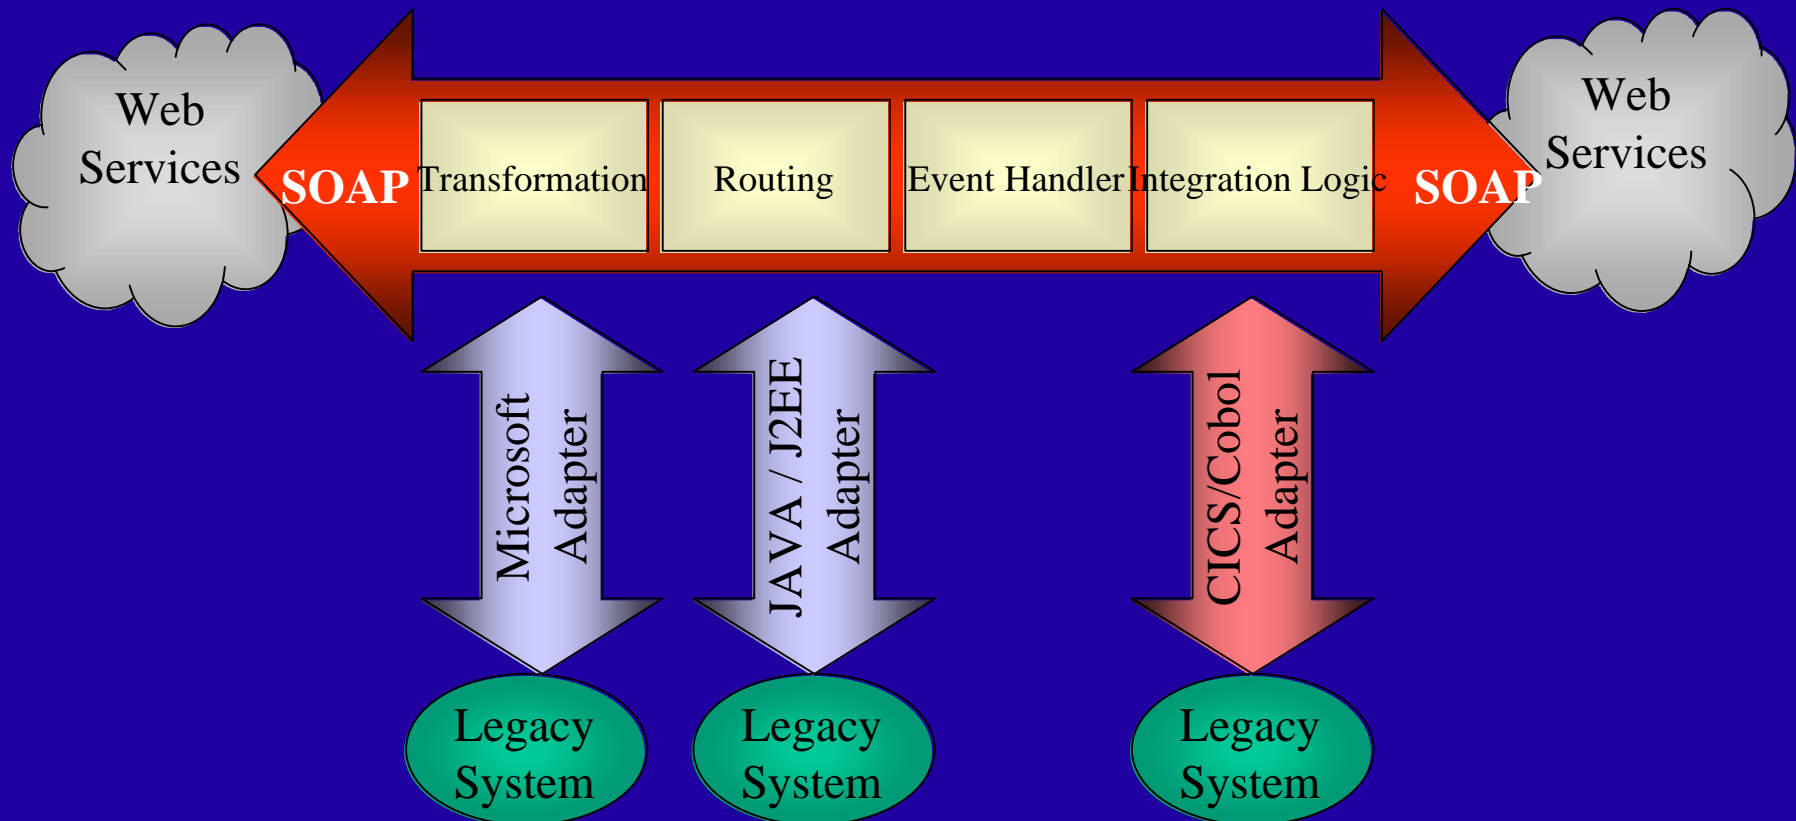 Web
Services
SOAP
Transformation
Routing
Event Handler
Integration Logic
SOAP
Web
Services
Microsoft
Adapter
JAVA / J2EE
Adapter
CICS/Cobol
Adapter
Legacy
System
Legacy
System
Legacy
System